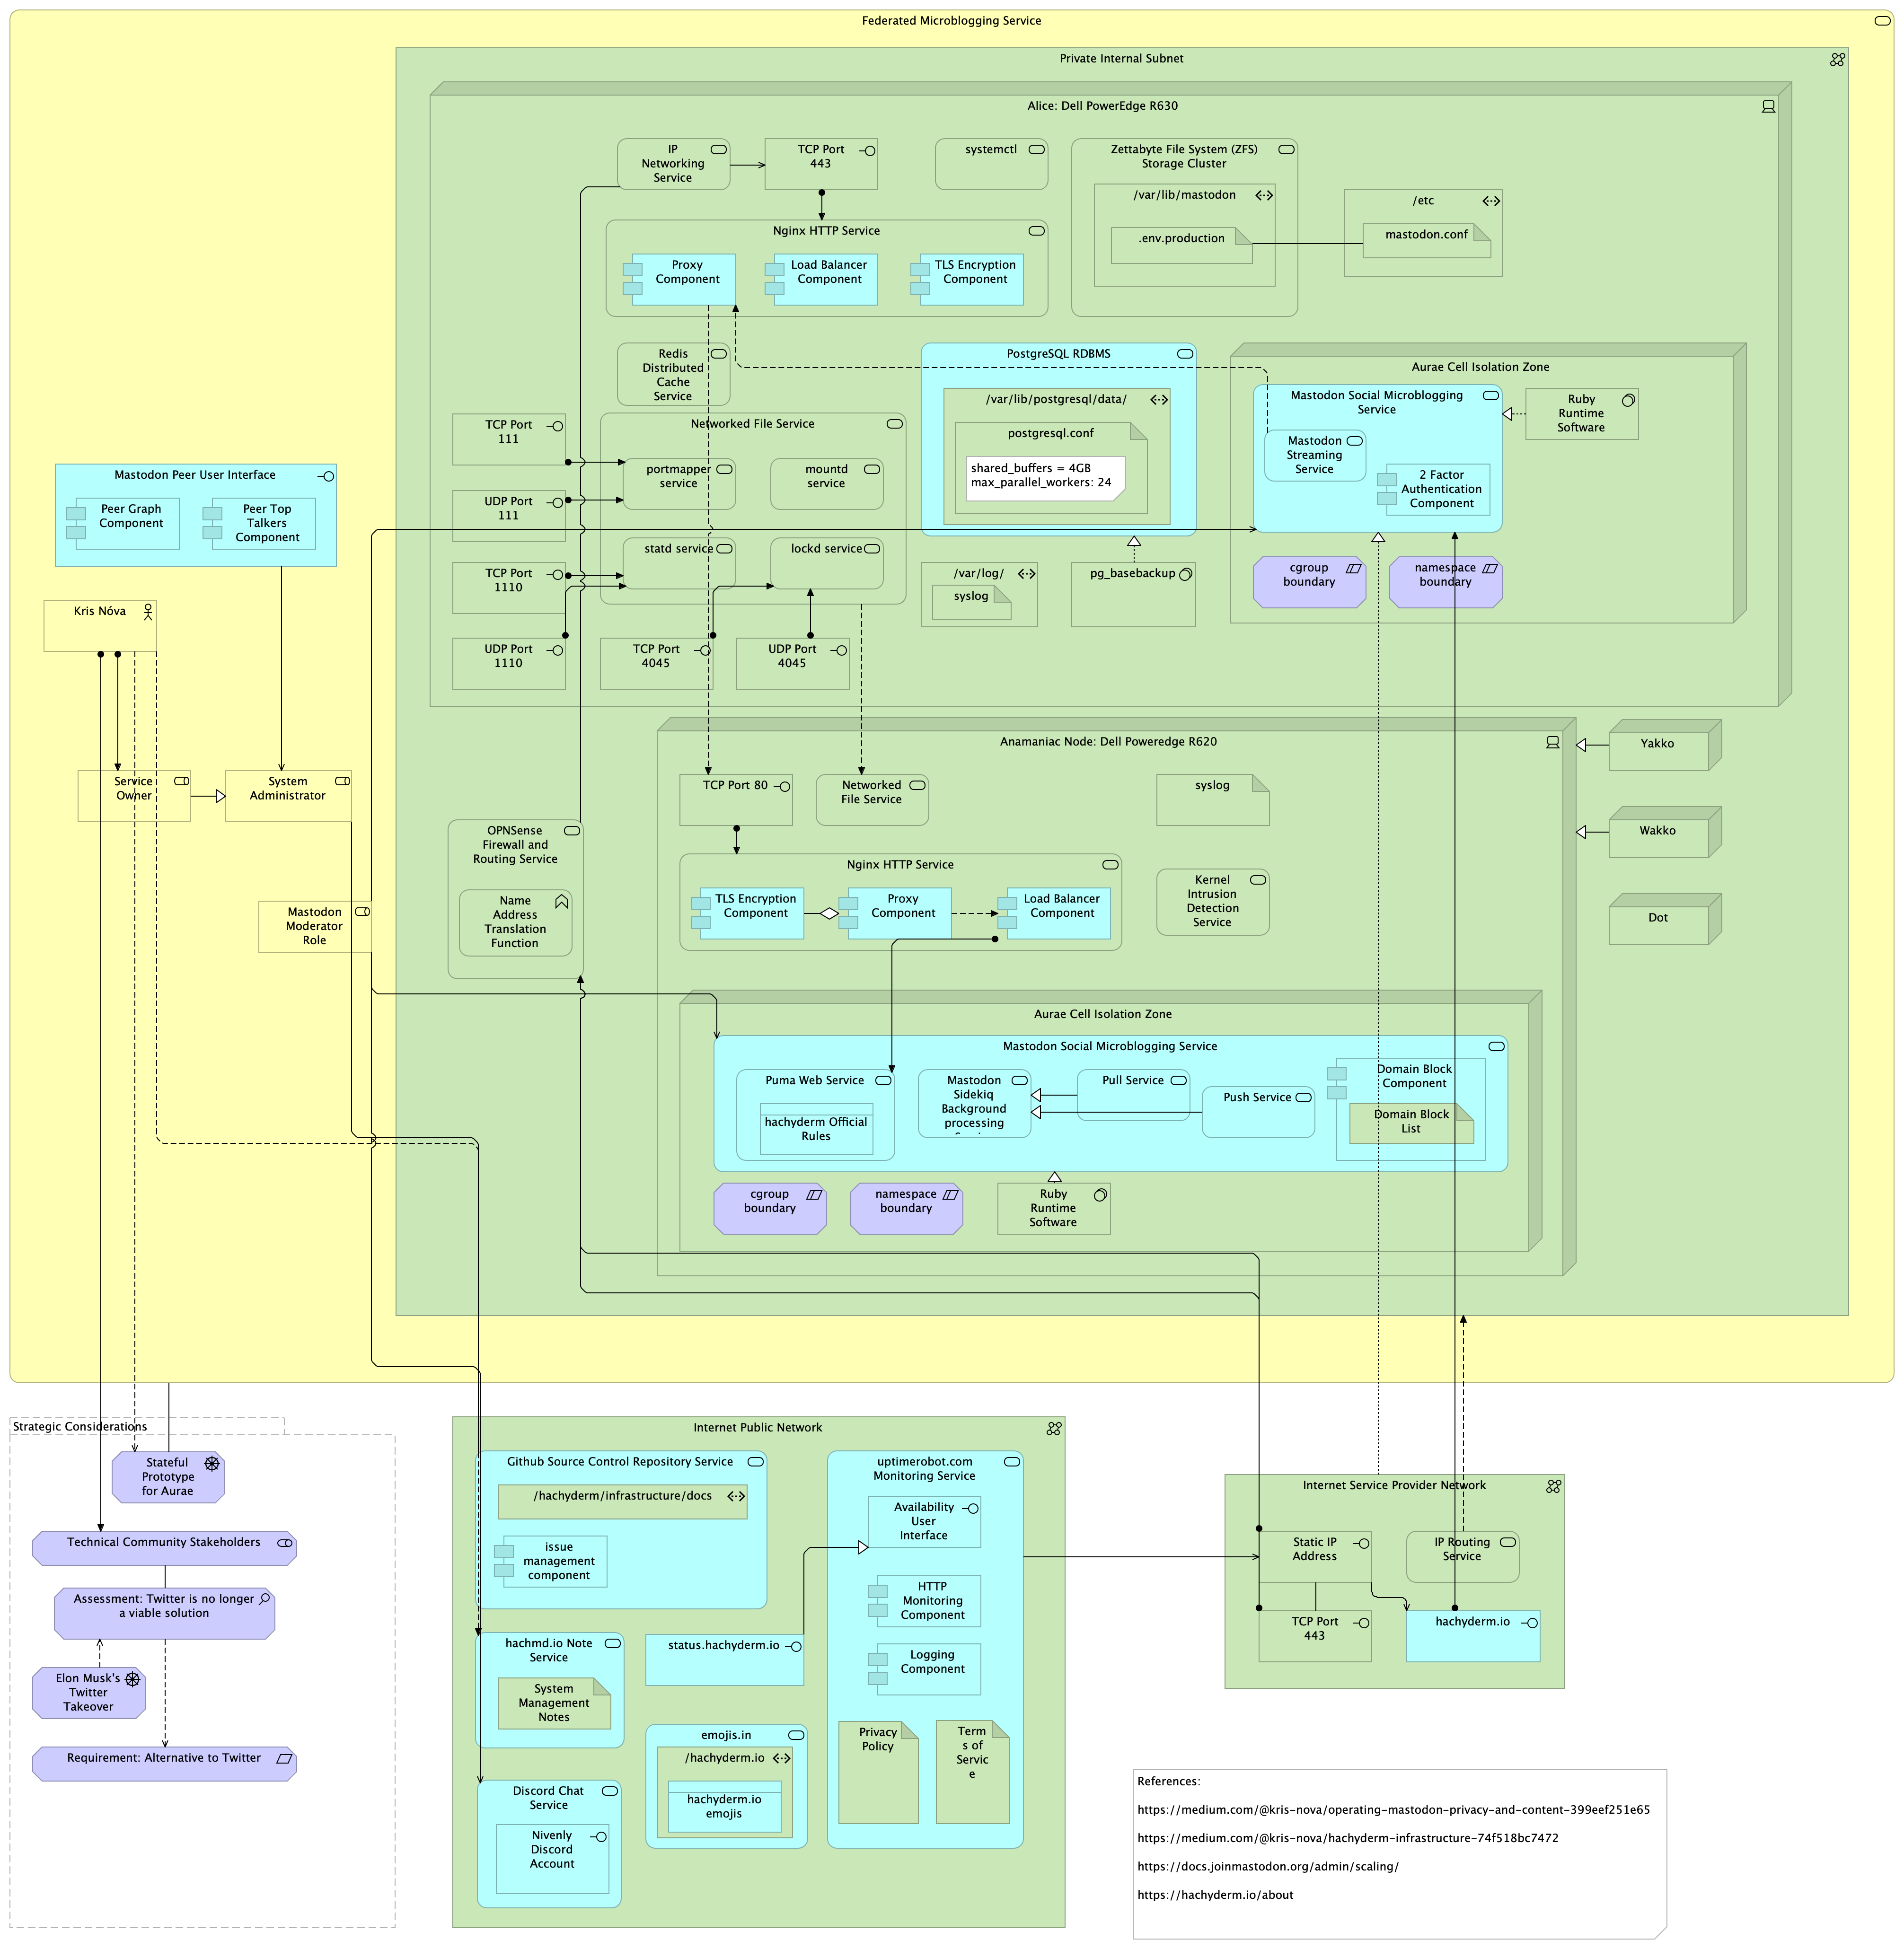 Federated Microblogging Service
Private Internal Subnet
Alice: Dell PowerEdge R630
IP
Networking
Service
TCP Port
443
systemctl
Zettabyte File System (ZFS)
Storage Cluster
/var/lib/mastodon
.env.production
/etc
mastodon.conf
Nginx HTTP Service
Proxy
Component
Load Balancer
Component
TLS Encryption
Component
Redis
Distributed
Cache
Service
PostgreSQL RDBMS
/var/lib/postgresql/data/
postgresql.conf
shared_buffers = 4GB
max_parallel_workers: 24
Aurae Cell Isolation Zone
Mastodon Social Microblogging
Service
Mastodon
Streaming
Service
2 Factor
Authentication
Component
Ruby
Runtime
Software
cgroup
boundary
namespace
boundary
TCP Port
111
UDP Port
111
TCP Port
1110
UDP Port
1110
Networked File Service
portmapper
service
mountd
service
statd service
lockd service
TCP Port
4045
UDP Port
4045
/var/log/
syslog
pg_basebackup
Mastodon Peer User Interface
Peer Graph
Component
Peer Top
Talkers
Component
Kris Nóva
Service
Owner
System
Administrator
Mastodon
Moderator
Role
OPNSense
Firewall and
Routing Service
Name
Address
Translation
Function
Anamaniac Node: Dell Poweredge R620
TCP Port 80
Networked
File Service
syslog
Nginx HTTP Service
TLS Encryption
Component
Proxy
Component
Load Balancer
Component
Kernel
Intrusion
Detection
Service
Yakko
Wakko
Dot
Aurae Cell Isolation Zone
Mastodon Social Microblogging Service
Puma Web Service
hachyderm Official
Rules
Mastodon
Sidekiq
Background
processing
Pull Service
Push Service
Domain Block
Component
Domain Block
List
cgroup
boundary
namespace
boundary
Ruby
Runtime
Software
Strategic Considerations
Stateful
Prototype
for Aurae
Technical Community Stakeholders
Assessment: Twitter is no longer
a viable solution
Elon Musk's
Twitter
Takeover
Requirement: Alternative to Twitter
Internet Public Network
Github Source Control Repository Service
/hachyderm/infrastructure/docs
issue
management
component
hachmd.io Note
Service
System
Management
Notes
status.hachyderm.io
emojis.in
/hachyderm.io
hachyderm.io
emojis
Discord Chat
Service
Nivenly
Discord
Account
uptimerobot.com
Monitoring Service
Availability
User
Interface
HTTP
Monitoring
Component
Logging
Component
Privacy
Policy
Term
s of
Servic
e
Internet Service Provider Network
Static IP
Address
IP Routing
Service
TCP Port
443
hachyderm.io
References:
https://medium.com/@kris-nova/operating-mastodon-privacy-and-content-399eef251e65
https://medium.com/@kris-nova/hachyderm-infrastructure-74f518bc7472
https://docs.joinmastodon.org/admin/scaling/
https://hachyderm.io/about